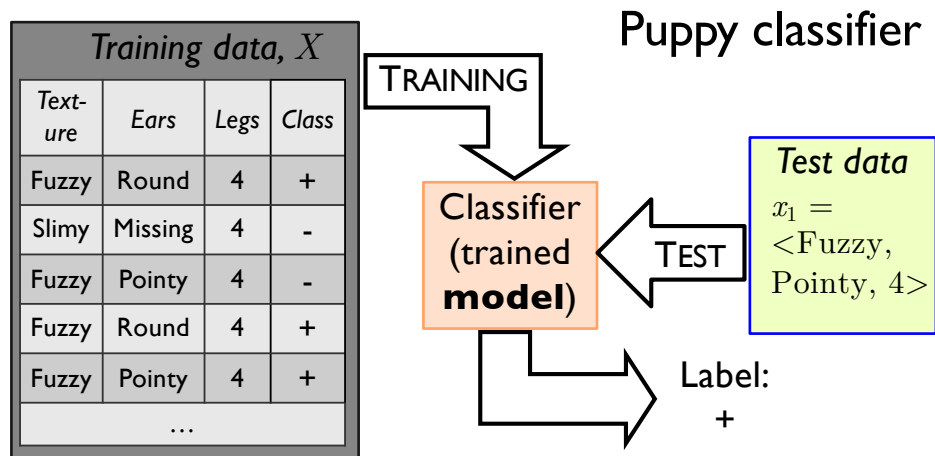 Puppy classifier
Training data, X
Text-
ure Ears Legs Class
Fuzzy Round 4 +
Slimy Missing 4 -
Fuzzy Pointy 4 -
Fuzzy Round 4 +
Fuzzy Pointy 4 +
...
TRAINING
Classifier
(trained
model)
TEST
Test data
x₁ =
<Fuzzy,
Pointy, 4>
Label:
+